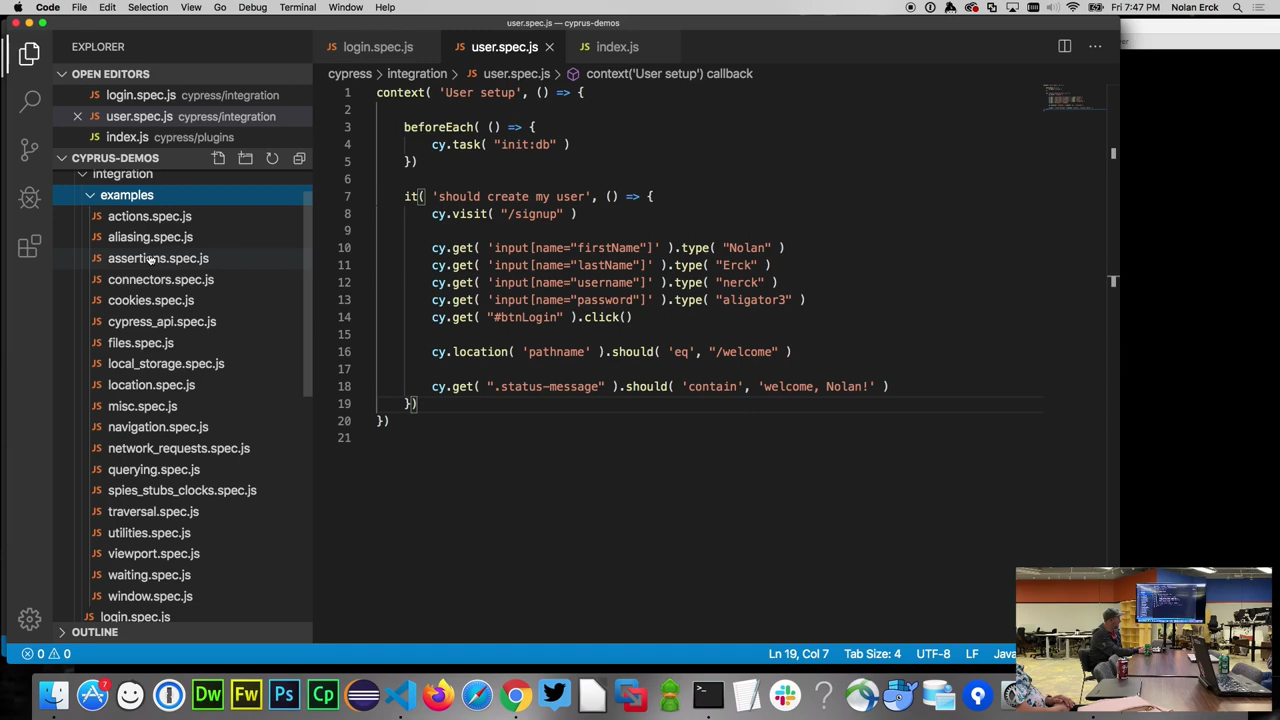 Code File Edit Selection View Go Debug Terminal Window Help Fri 7:47 PM Nolan Erck
user.spec.js — cyprus-demos
EXPLORER
OPEN EDITORS
login.spec.js cypress/integration
user.spec.js cypress/integration
index.js cypress/plugins
CYPRUS-DEMOS
integration
examples
actions.spec.js
aliasing.spec.js
assertions.spec.js
connectors.spec.js
cookies.spec.js
cypress_api.spec.js
files.spec.js
local_storage.spec.js
location.spec.js
misc.spec.js
navigation.spec.js
network_requests.spec.js
querying.spec.js
spies_stubs_clocks.spec.js
traversal.spec.js
utilities.spec.js
viewport.spec.js
waiting.spec.js
window.spec.js
login.spec.js
OUTLINE
login.spec.js user.spec.js index.js
cypress > integration > user.spec.js > context('User setup') callback
1 context( 'User setup', () => {
2
3 beforeEach( () => {
4 cy.task( "init:db" )
5 })
6
7 it( 'should create my user', () => {
8 cy.visit( "/signup" )
9
10 cy.get( 'input[name="firstName"]' ).type( "Nolan" )
11 cy.get( 'input[name="lastName"]' ).type( "Erck" )
12 cy.get( 'input[name="username"]' ).type( "nerck" )
13 cy.get( 'input[name="password"]' ).type( "aligator3" )
14 cy.get( "#btnLogin" ).click()
15
16 cy.location( 'pathname' ).should( 'eq', "/welcome" )
17
18 cy.get( ".status-message" ).should( 'contain', 'welcome, Nolan!' )
19 })
20 })
21
0 0 Ln 19, Col 7 Tab Size: 4 UTF-8 LF
7 Dw Fw Ps Cp